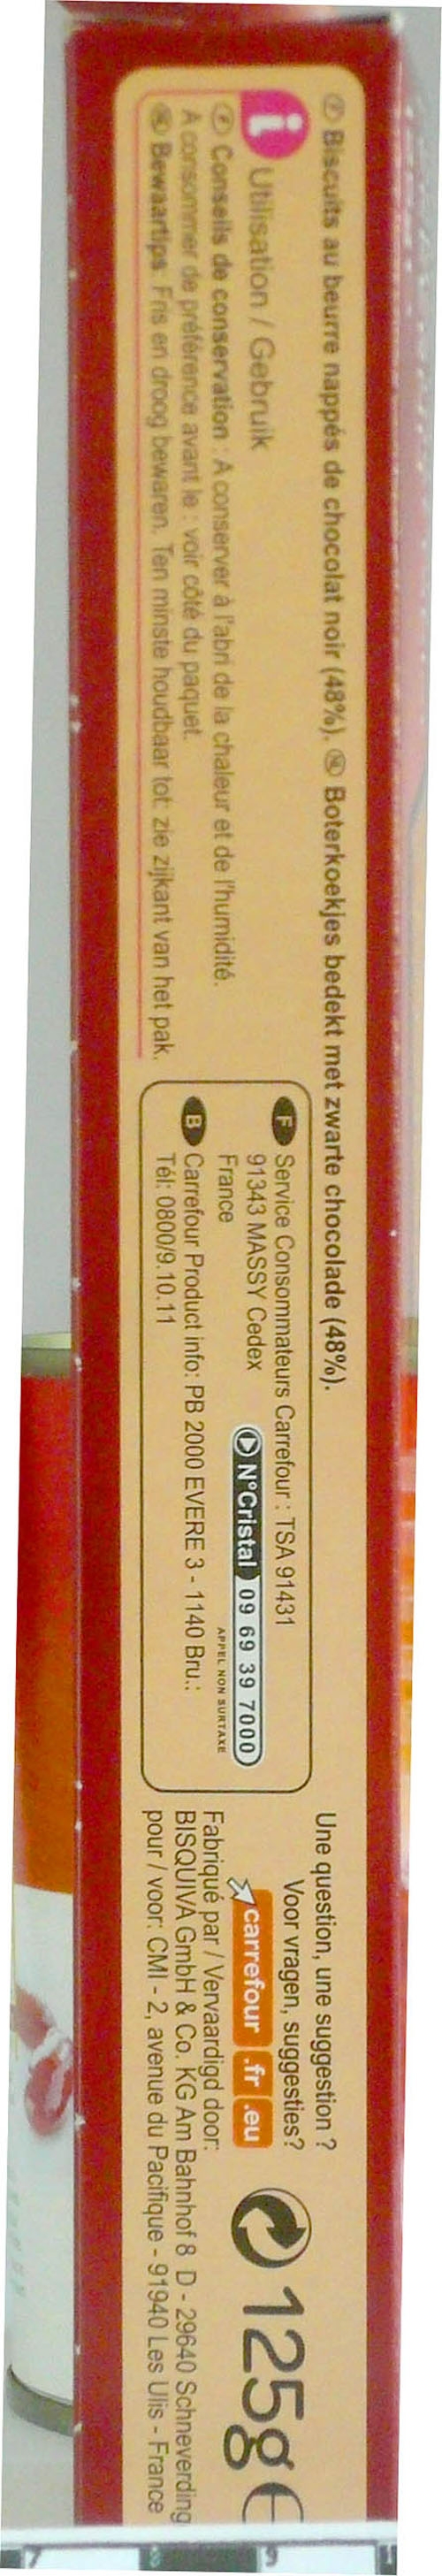 F Biscuits au beurre nappés de chocolat noir (48%). NL Boterkoekjes bedekt met zwarte chocolade (48%).
i Utilisation / Gebruik
F Conseils de conservation : A conserver à l'abri de la chaleur et de l'humidité.
A consommer de préférence avant le : voir côté du paquet.
NL Bewaartips Fris en droog bewaren. Ten minste houdbaar tot: zie zijkant van het pak.
F Service Consommateurs Carrefour : TSA 91431
91343 MASSY Cedex
France
N°Cristal 09 69 39 7000
APPEL NON SURTAXE
B Carrefour Product info: PB 2000 EVERE 3 - 1140 Bru.:
Tél: 0800/9.10.11
Une question, une suggestion ?
Voor vragen, suggesties?
carrefour .fr .eu
Fabriqué par / Vervaardigd door:
BISQUIVA GmbH & Co. KG Am Bahnhof 8 D - 29640 Schneverding
pour / voor: CMI - 2, avenue du Pacifique - 91940 Les Ulis - France
125g e